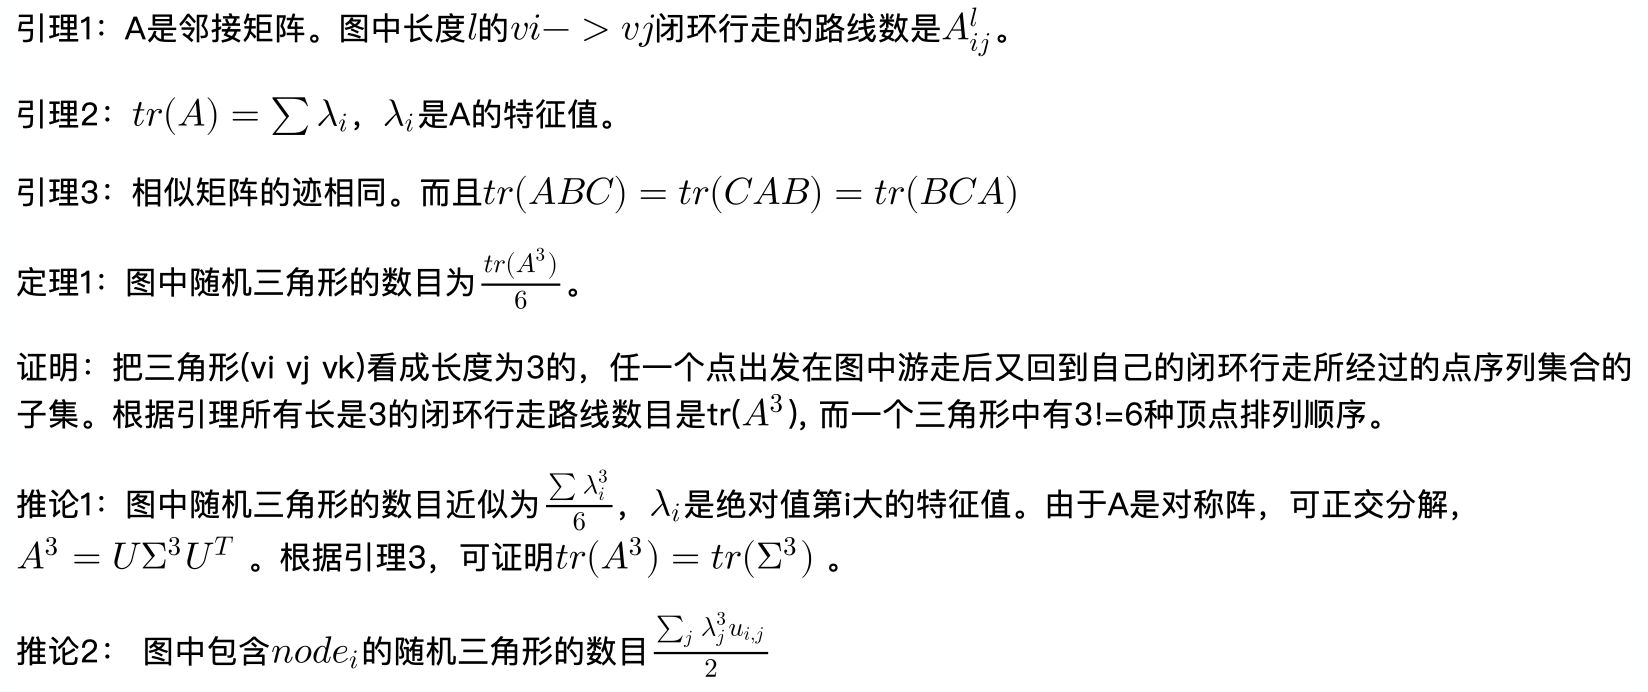 引理1：A是邻接矩阵。图中长度$l$的$vi->vj$闭环行走的路线数是$A_{ij}^{l}$。
引理2：$tr(A)=\sum\lambda_i$，$\lambda_i$是A的特征值。
引理3：相似矩阵的迹相同。而且$tr(ABC)=tr(CAB)=tr(BCA)$
定理1：图中随机三角形的数目为$\frac{tr(A^3)}{6}$。
证明：把三角形(vi vj vk)看成长度为3的，任一个点出发在图中游走后又回到自己的闭环行走所经过的点序列集合的
子集。根据引理所有长是3的闭环行走路线数目是tr($A^3$), 而一个三角形中有3!=6种顶点排列顺序。
推论1：图中随机三角形的数目近似为$\frac{\sum\lambda_i^3}{6}$，$\lambda_i$是绝对值第i大的特征值。由于A是对称阵，可正交分解，
$A^3=U\Sigma^3U^T$ 。根据引理3，可证明$tr(A^3)=tr(\Sigma^3)$ 。
推论2： 图中包含$node_i$的随机三角形的数目$\frac{\sum_j\lambda_j^3u_{i,j}}{2}$